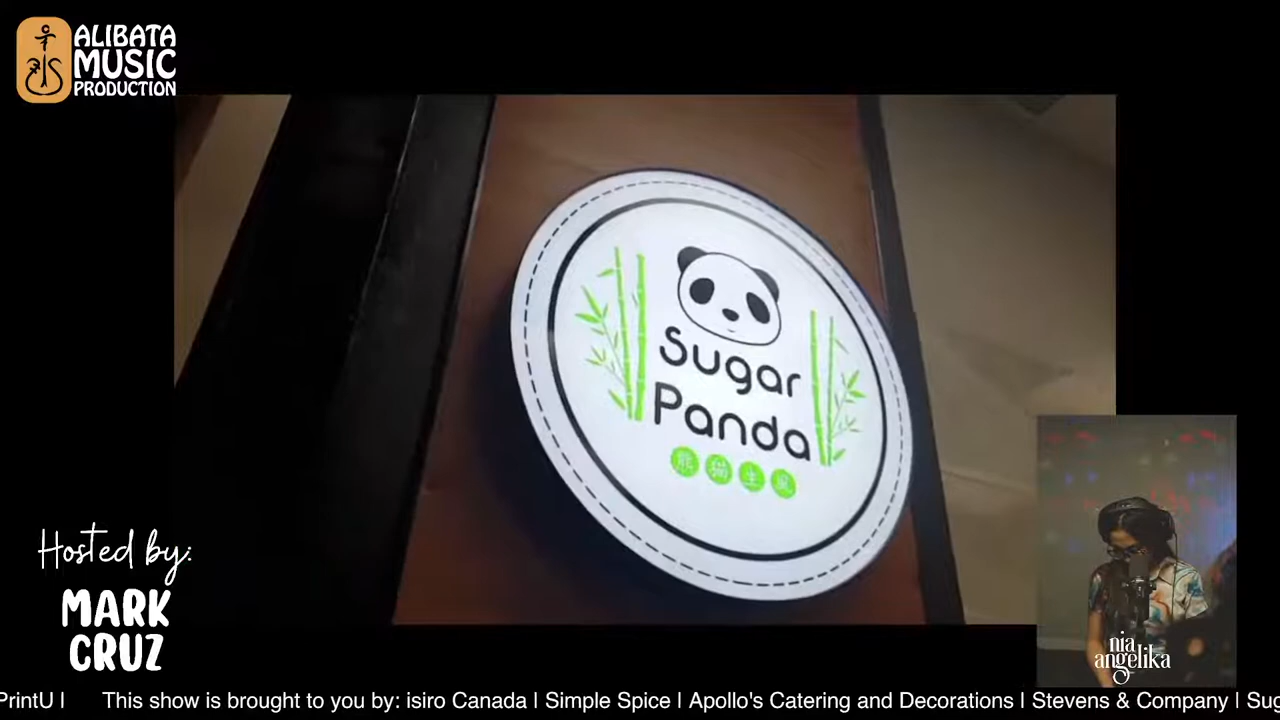 ALIBATA
MUSIC
PRODUCTION
Sugar
Panda
Hosted by:
MARK
CRUZ
nia
angelika
PrintU | This show is brought to you by: isiro Canada | Simple Spice | Apollo's Catering and Decorations | Stevens & Company | Sug